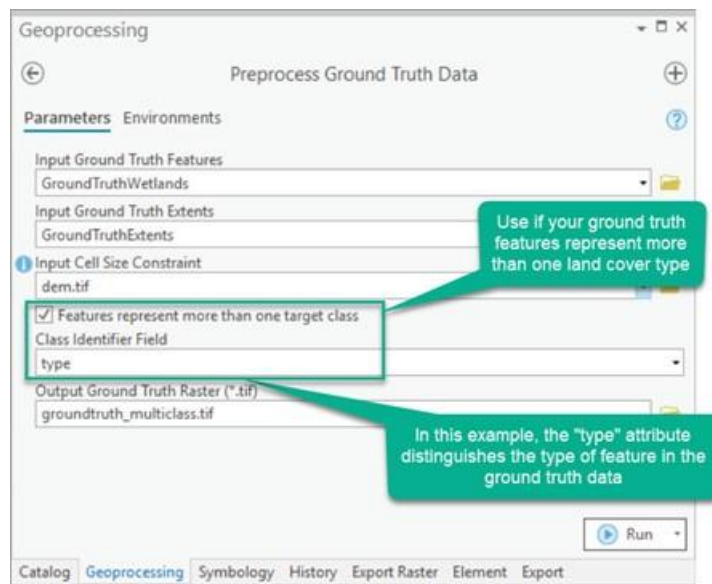 Geoprocessing
Preprocess Ground Truth Data
Parameters Environments
Input Ground Truth Features
GroundTruthWetlands
Input Ground Truth Extents
GroundTruthExtents
Use if your ground truth
features represent more
than one land cover type
Input Cell Size Constraint
dem.tif
Features represent more than one target class
Class Identifier Field
type
Output Ground Truth Raster (*.tif)
groundtruth_multiclass.tif
In this example, the "type" attribute
distinguishes the type of feature in the
ground truth data
Run
Catalog Geoprocessing Symbology History Export Raster Element Export